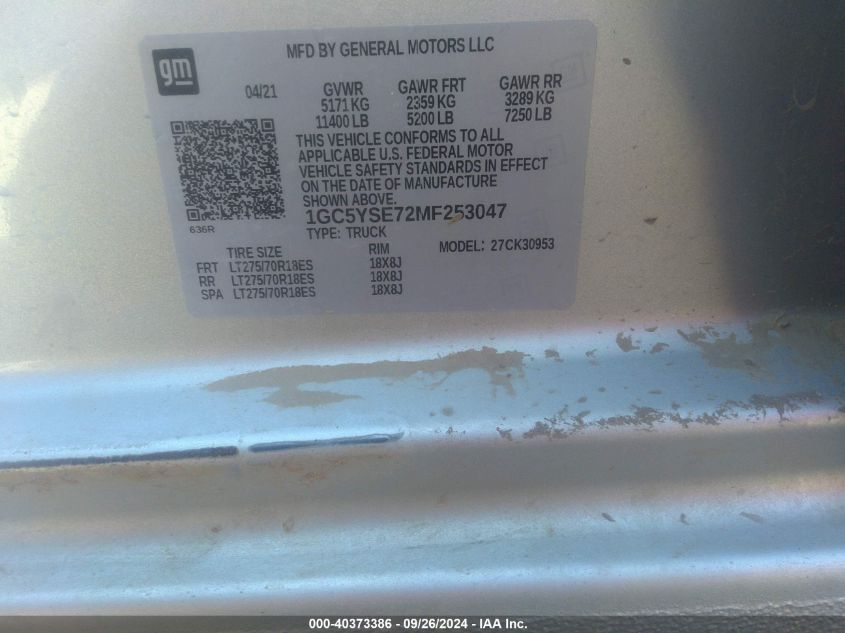 gm
MFD BY GENERAL MOTORS LLC
04/21 GVWR GAWR FRT GAWR RR
5171 KG 2359 KG 3289 KG
11400 LB 5200 LB 7250 LB
THIS VEHICLE CONFORMS TO ALL
APPLICABLE U.S. FEDERAL MOTOR
VEHICLE SAFETY STANDARDS IN EFFECT
ON THE DATE OF MANUFACTURE
SHOWN ABOVE.
1GC5YSE72MF253047
636R
TYPE: TRUCK
MODEL: 27CK30953
TIRE SIZE RIM
FRT LT275/70R18ES 18X8J
RR LT275/70R18ES 18X8J
SPA LT275/70R18ES 18X8J
000-40373386 - 09/26/2024 - IAA Inc.